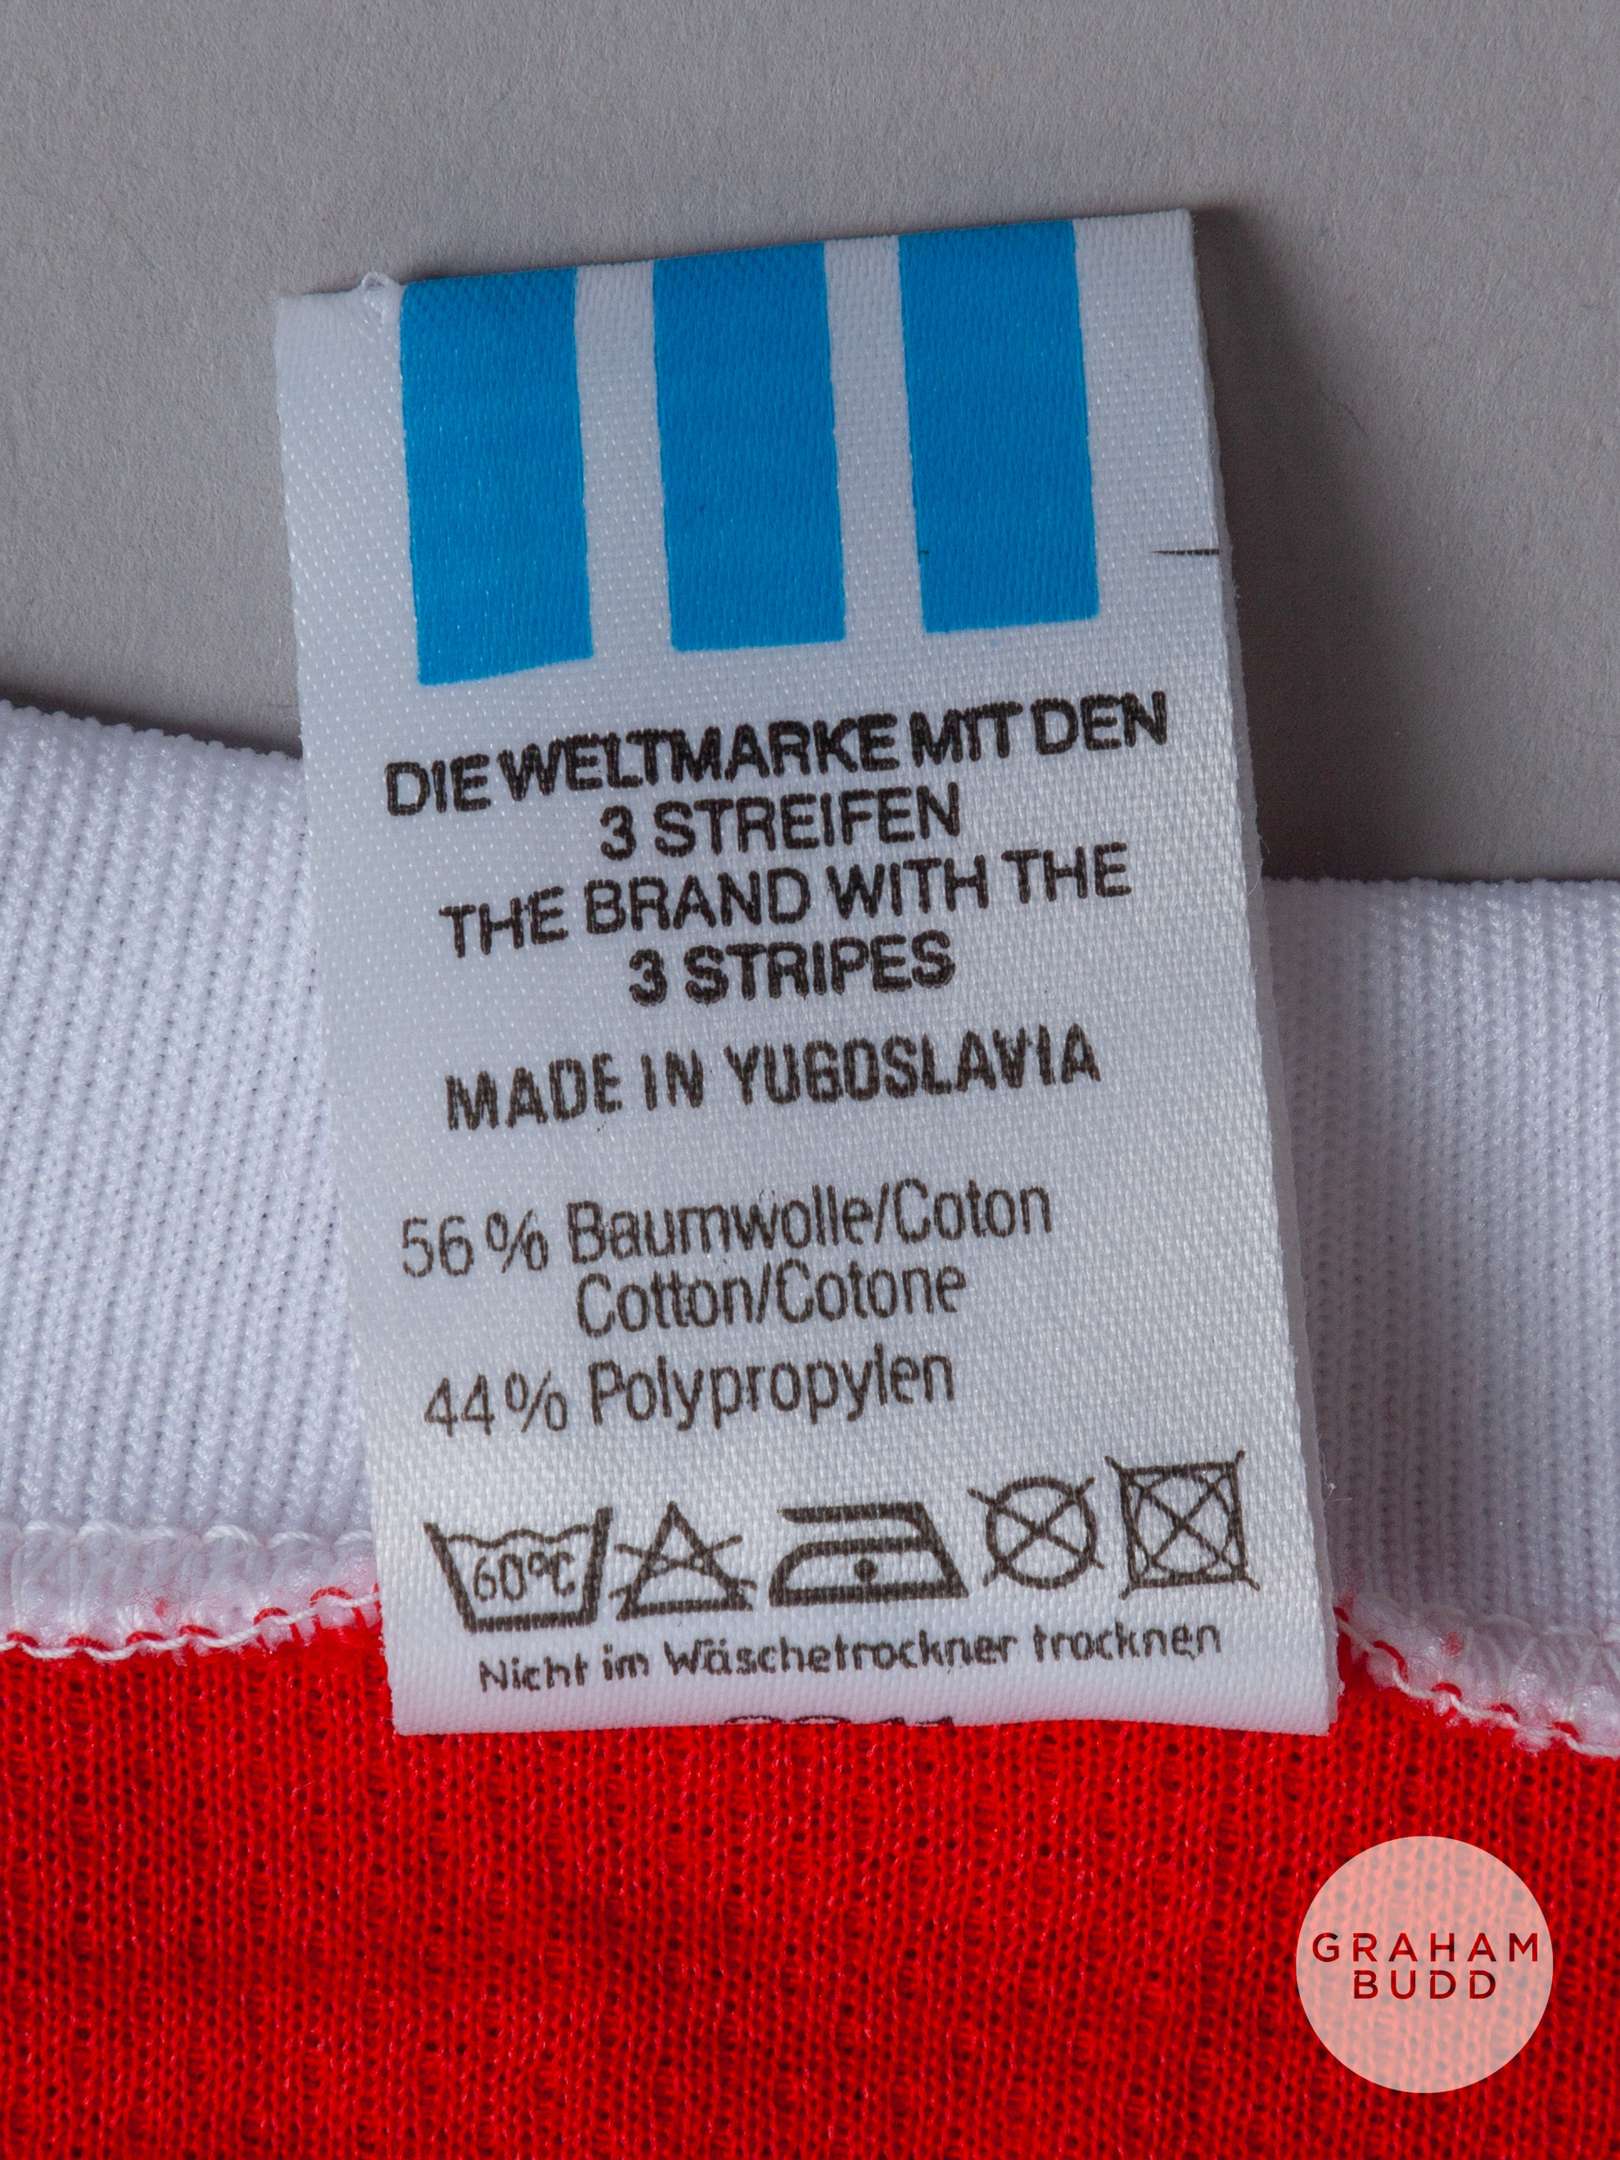 DIE WELTMARKE MIT DEN
3 STREIFEN
THE BRAND WITH THE
3 STRIPES
MADE IN YUGOSLAVIA
56% Baumwolle/Coton
Cotton/Cotone
44% Polypropylen
60°C
Nicht im Wäschetrockner trocknen
GRAHAM
BUDD